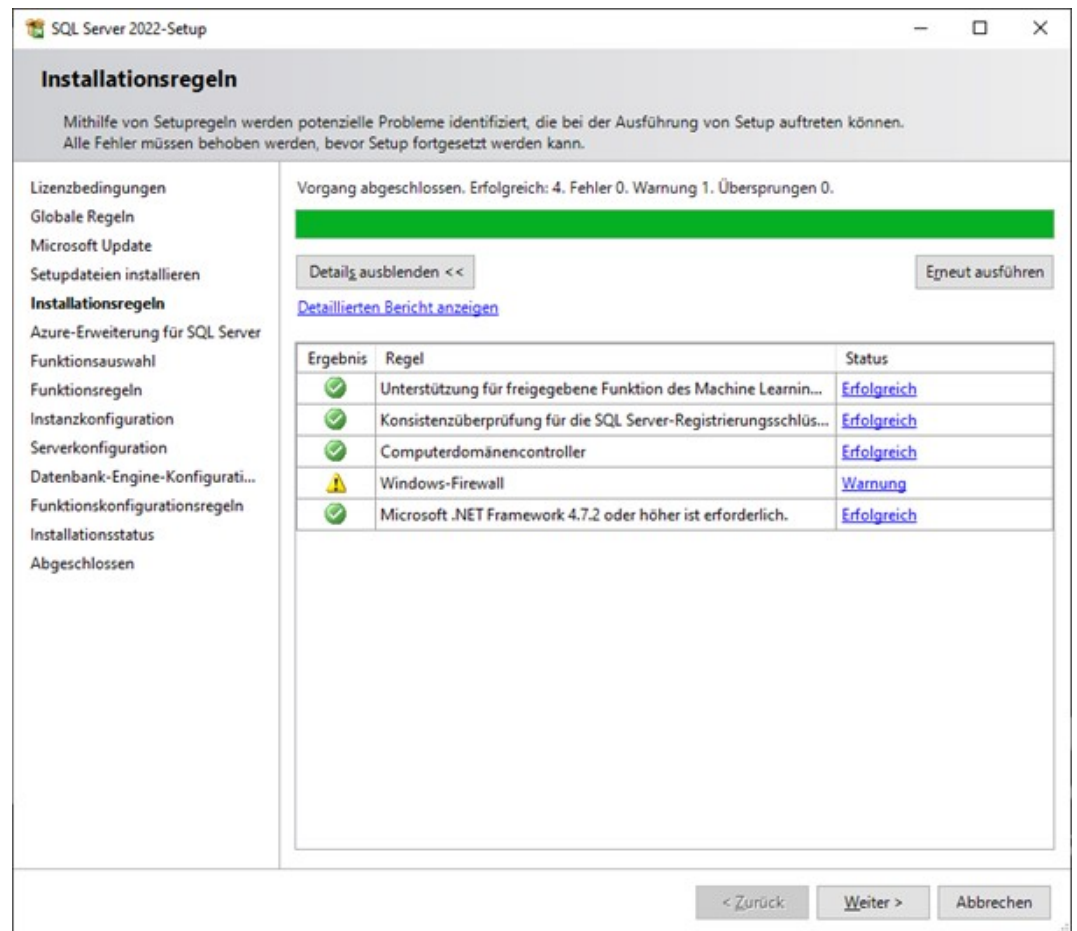 SQL Server 2022-Setup
Installationsregeln
Mithilfe von Setupregeln werden potenzielle Probleme identifiziert, die bei der Ausführung von Setup auftreten können.
Alle Fehler müssen behoben werden, bevor Setup fortgesetzt werden kann.
Lizenzbedingungen
Globale Regeln
Microsoft Update
Setupdateien installieren
Installationsregeln
Azure-Erweiterung für SQL Server
Funktionsauswahl
Funktionsregeln
Instanzkonfiguration
Serverkonfiguration
Datenbank-Engine-Konfigurati...
Funktionskonfigurationsregeln
Installationsstatus
Abgeschlossen
Vorgang abgeschlossen. Erfolgreich: 4. Fehler 0. Warnung 1. Übersprungen 0.
Details ausblenden <<
Erneut ausführen
Detaillierten Bericht anzeigen
Ergebnis Regel Status
Unterstützung für freigegebene Funktion des Machine Learnin... Erfolgreich
Konsistenzüberprüfung für die SQL Server-Registrierungsschlüs... Erfolgreich
Computerdomänencontroller Erfolgreich
Windows-Firewall Warnung
Microsoft .NET Framework 4.7.2 oder höher ist erforderlich. Erfolgreich
< Zurück Weiter > Abbrechen